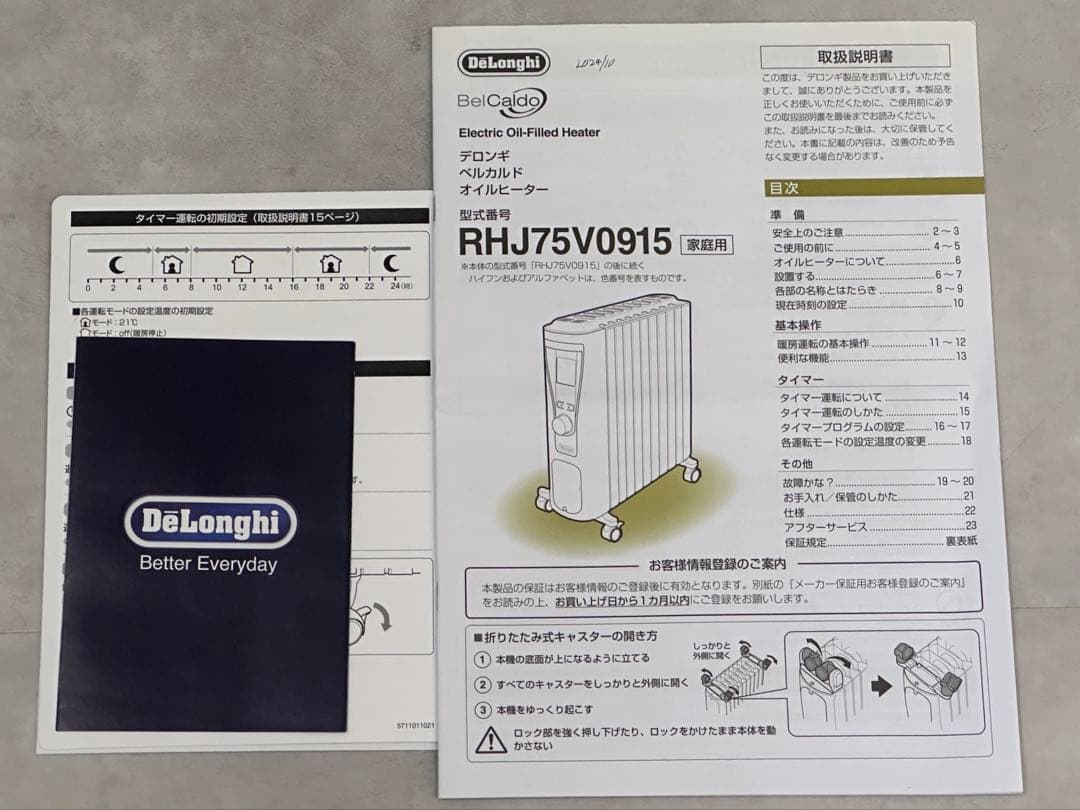 タイマー運転の初期設定(取扱説明書15ページ)
0 2 4 6 8 10 12 14 16 18 20 22 24(時)
■各運転モードの設定温度の初期設定
モード:21℃
モード:off(暖房停止)
す。
5711011021
DēLonghi
Better Everyday
DēLonghi
2024/10
BelCaldo
Electric Oil-Filled Heater
デロンギ
ベルカルド
オイルヒーター
型式番号
RHJ75V0915 家庭用
※本体の型式番号「RHJ75V0915」の後に続く
ハイフンおよびアルファベットは、色番号を表すものです。
取扱説明書
この度は、デロンギ製品をお買い上げいただき
まして、誠にありがとうございます。本製品を
正しくお使いいただくために、ご使用前に必ず
この取扱説明書を最後までお読みください。
また、お読みになった後は、大切に保管してく
ださい。本書に記載の内容は、改善のため予告
なく変更する場合があります。
目次
準 備
安全上のご注意 2〜3
ご使用の前に 4〜5
オイルヒーターについて 6
設置する 6〜7
各部の名称とはたらき 8〜9
現在時刻の設定 10
基本操作
暖房運転の基本操作 11〜12
便利な機能 13
タイマー
タイマー運転について 14
タイマー運転のしかた 15
タイマープログラムの設定 16〜17
各運転モードの設定温度の変更 18
その他
故障かな? 19〜20
お手入れ/保管のしかた 21
仕様 22
アフターサービス 23
保証規定 裏表紙
お客様情報登録のご案内
本製品の保証はお客様情報のご登録後に有効となります。別紙の「メーカー保証用お客様登録のご案内」
をお読みの上、お買い上げ日から1カ月以内にご登録をお願いします。
■折りたたみ式キャスターの開き方
① 本機の底面が上になるように立てる
② すべてのキャスターをしっかりと外側に開く
③ 本機をゆっくり起こす
ロック部を強く押し下げたり、ロックをかけたまま本体を動
かさない
しっかりと
外側に開く